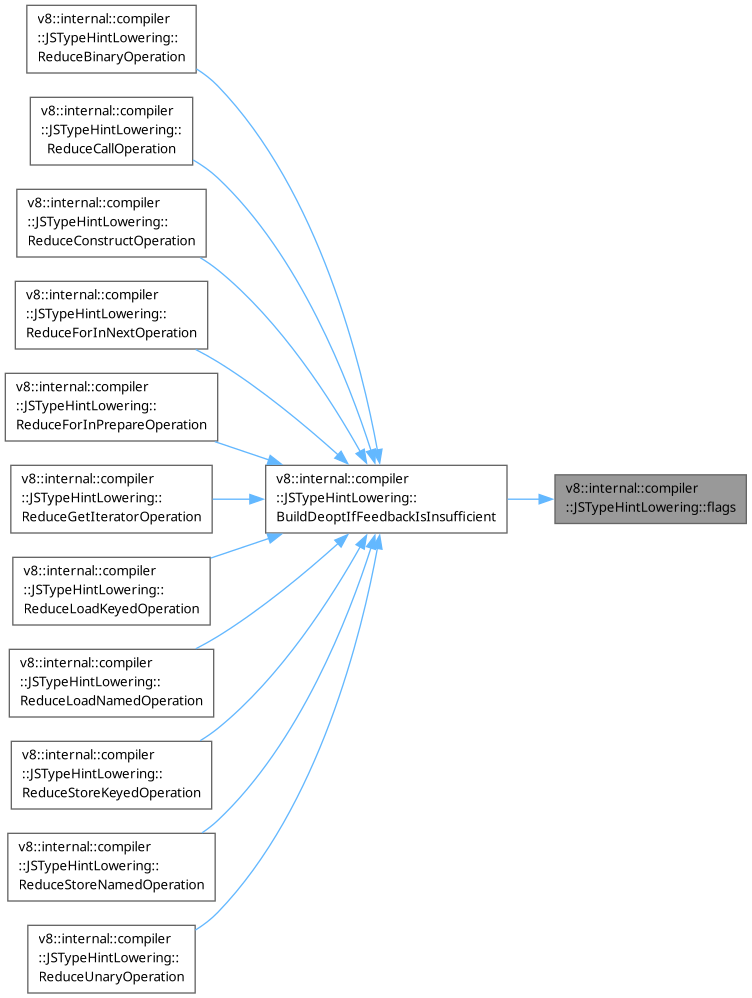 v8::internal::compiler
::JSTypeHintLowering::
ReduceBinaryOperation
v8::internal::compiler
::JSTypeHintLowering::
ReduceCallOperation
v8::internal::compiler
::JSTypeHintLowering::
ReduceConstructOperation
v8::internal::compiler
::JSTypeHintLowering::
ReduceForInNextOperation
v8::internal::compiler
::JSTypeHintLowering::
ReduceForInPrepareOperation
v8::internal::compiler
::JSTypeHintLowering::
ReduceGetIteratorOperation
v8::internal::compiler
::JSTypeHintLowering::
BuildDeoptIfFeedbackIsInsufficient
v8::internal::compiler
::JSTypeHintLowering::flags
v8::internal::compiler
::JSTypeHintLowering::
ReduceLoadKeyedOperation
v8::internal::compiler
::JSTypeHintLowering::
ReduceLoadNamedOperation
v8::internal::compiler
::JSTypeHintLowering::
ReduceStoreKeyedOperation
v8::internal::compiler
::JSTypeHintLowering::
ReduceStoreNamedOperation
v8::internal::compiler
::JSTypeHintLowering::
ReduceUnaryOperation